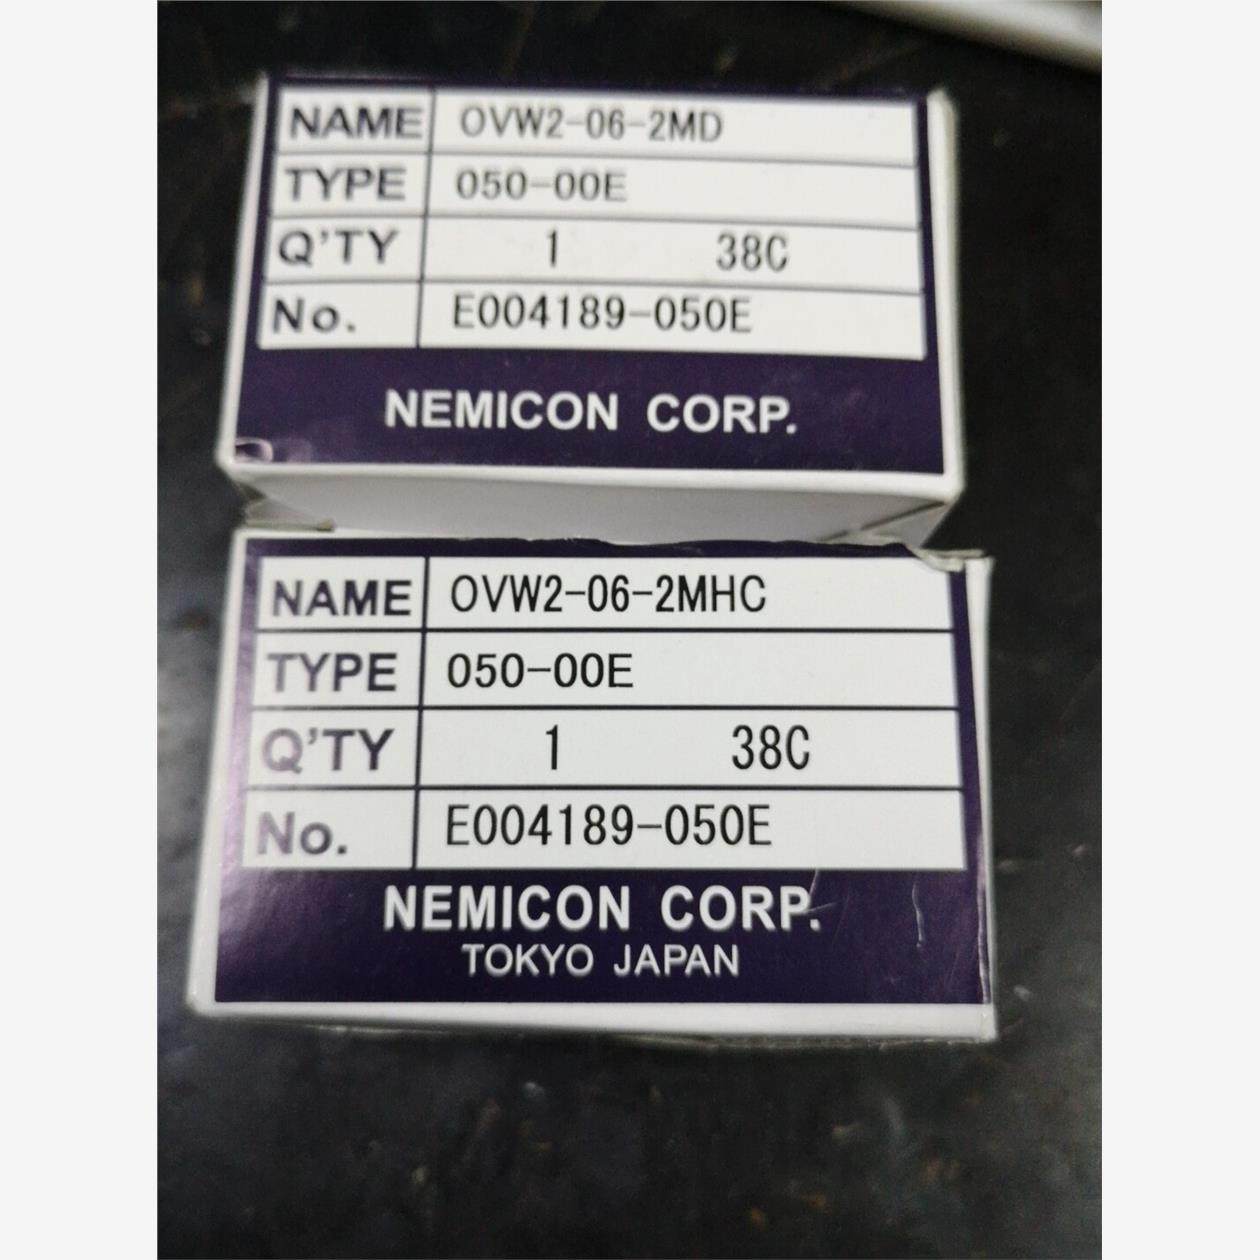 NAME OVW2-06-2MD
TYPE 050-00E
Q'TY 1 38C
No. E004189-050E
NEMICON CORP.
NAME OVW2-06-2MHC
TYPE 050-00E
Q'TY 1 38C
No. E004189-050E
NEMICON CORP.
TOKYO JAPAN